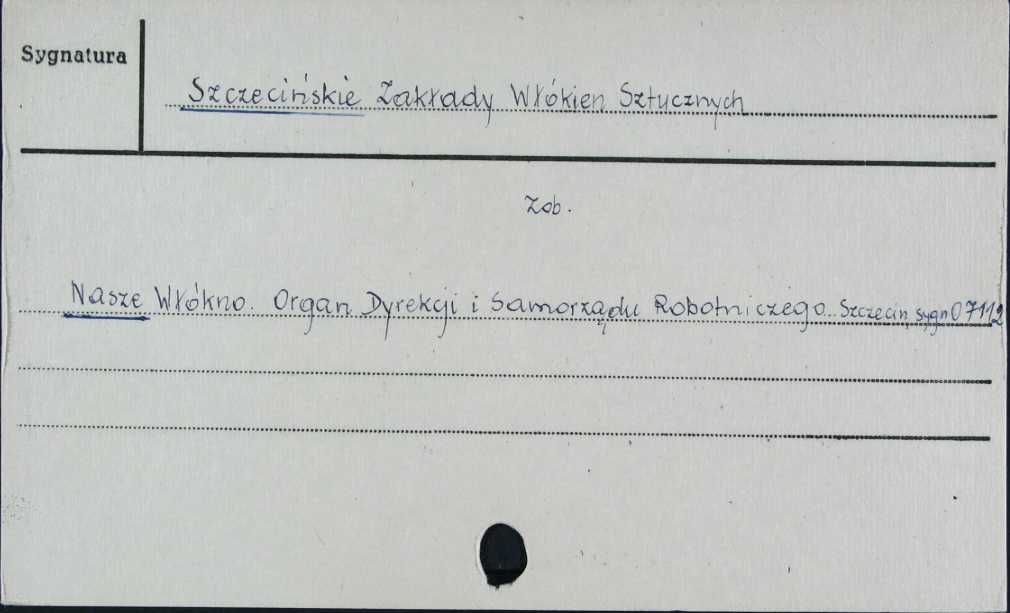 Sygnatura
Szczecińskie Zakłady Włókien Sztucznych
Zob.
Nasze Włókno. Organ Dyrekcji i Samorządu Robotniczego. Szczecin, sygn 07112